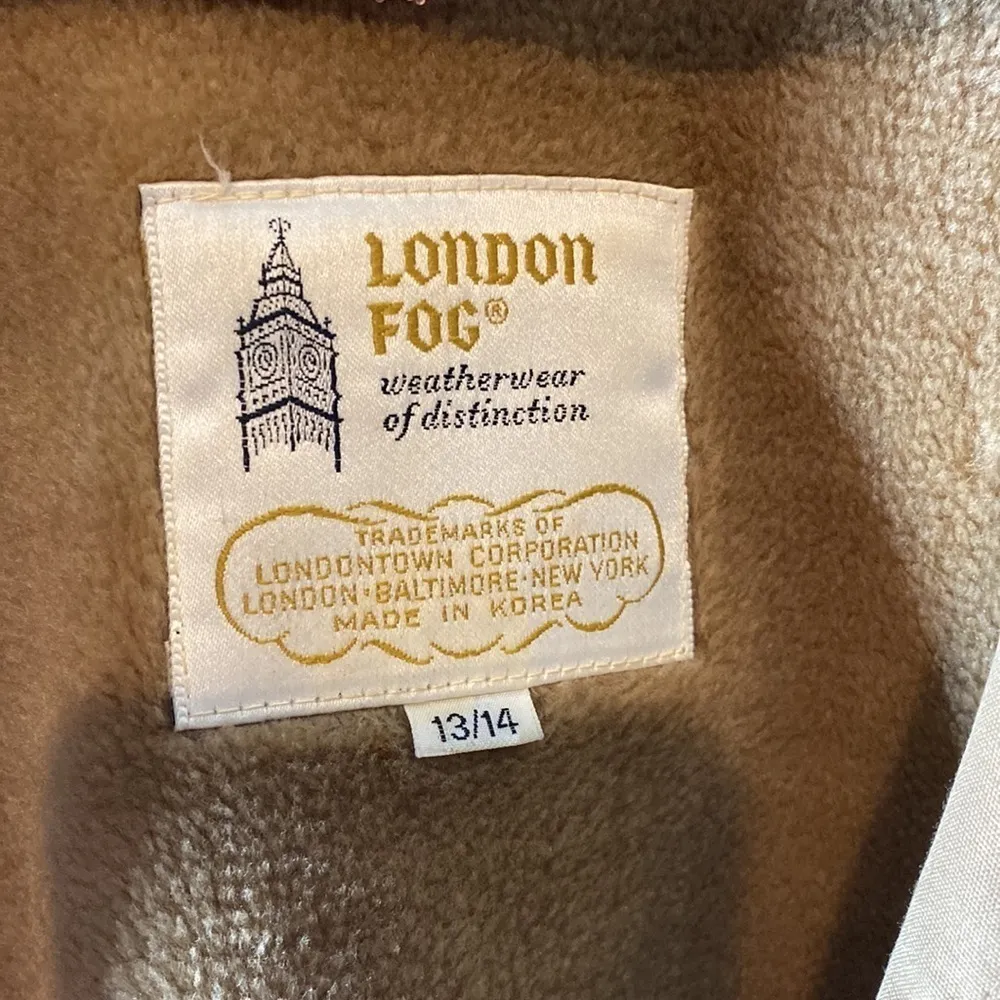 LONDON
FOG®
weatherwear
of distinction
TRADEMARKS OF
LONDONTOWN CORPORATION
LONDON·BALTIMORE·NEW YORK
MADE IN KOREA
13/14